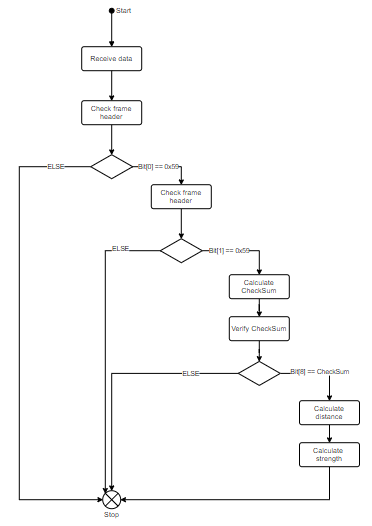 Start
Receive data
Check frame
header
ELSE
Bit[0] == 0x59
Check frame
header
ELSE
Bit[1] == 0x59
Calculate
CheckSum
Verify CheckSum
ELSE
Bit[8] == CheckSum
Calculate
distance
Calculate
strength
Stop